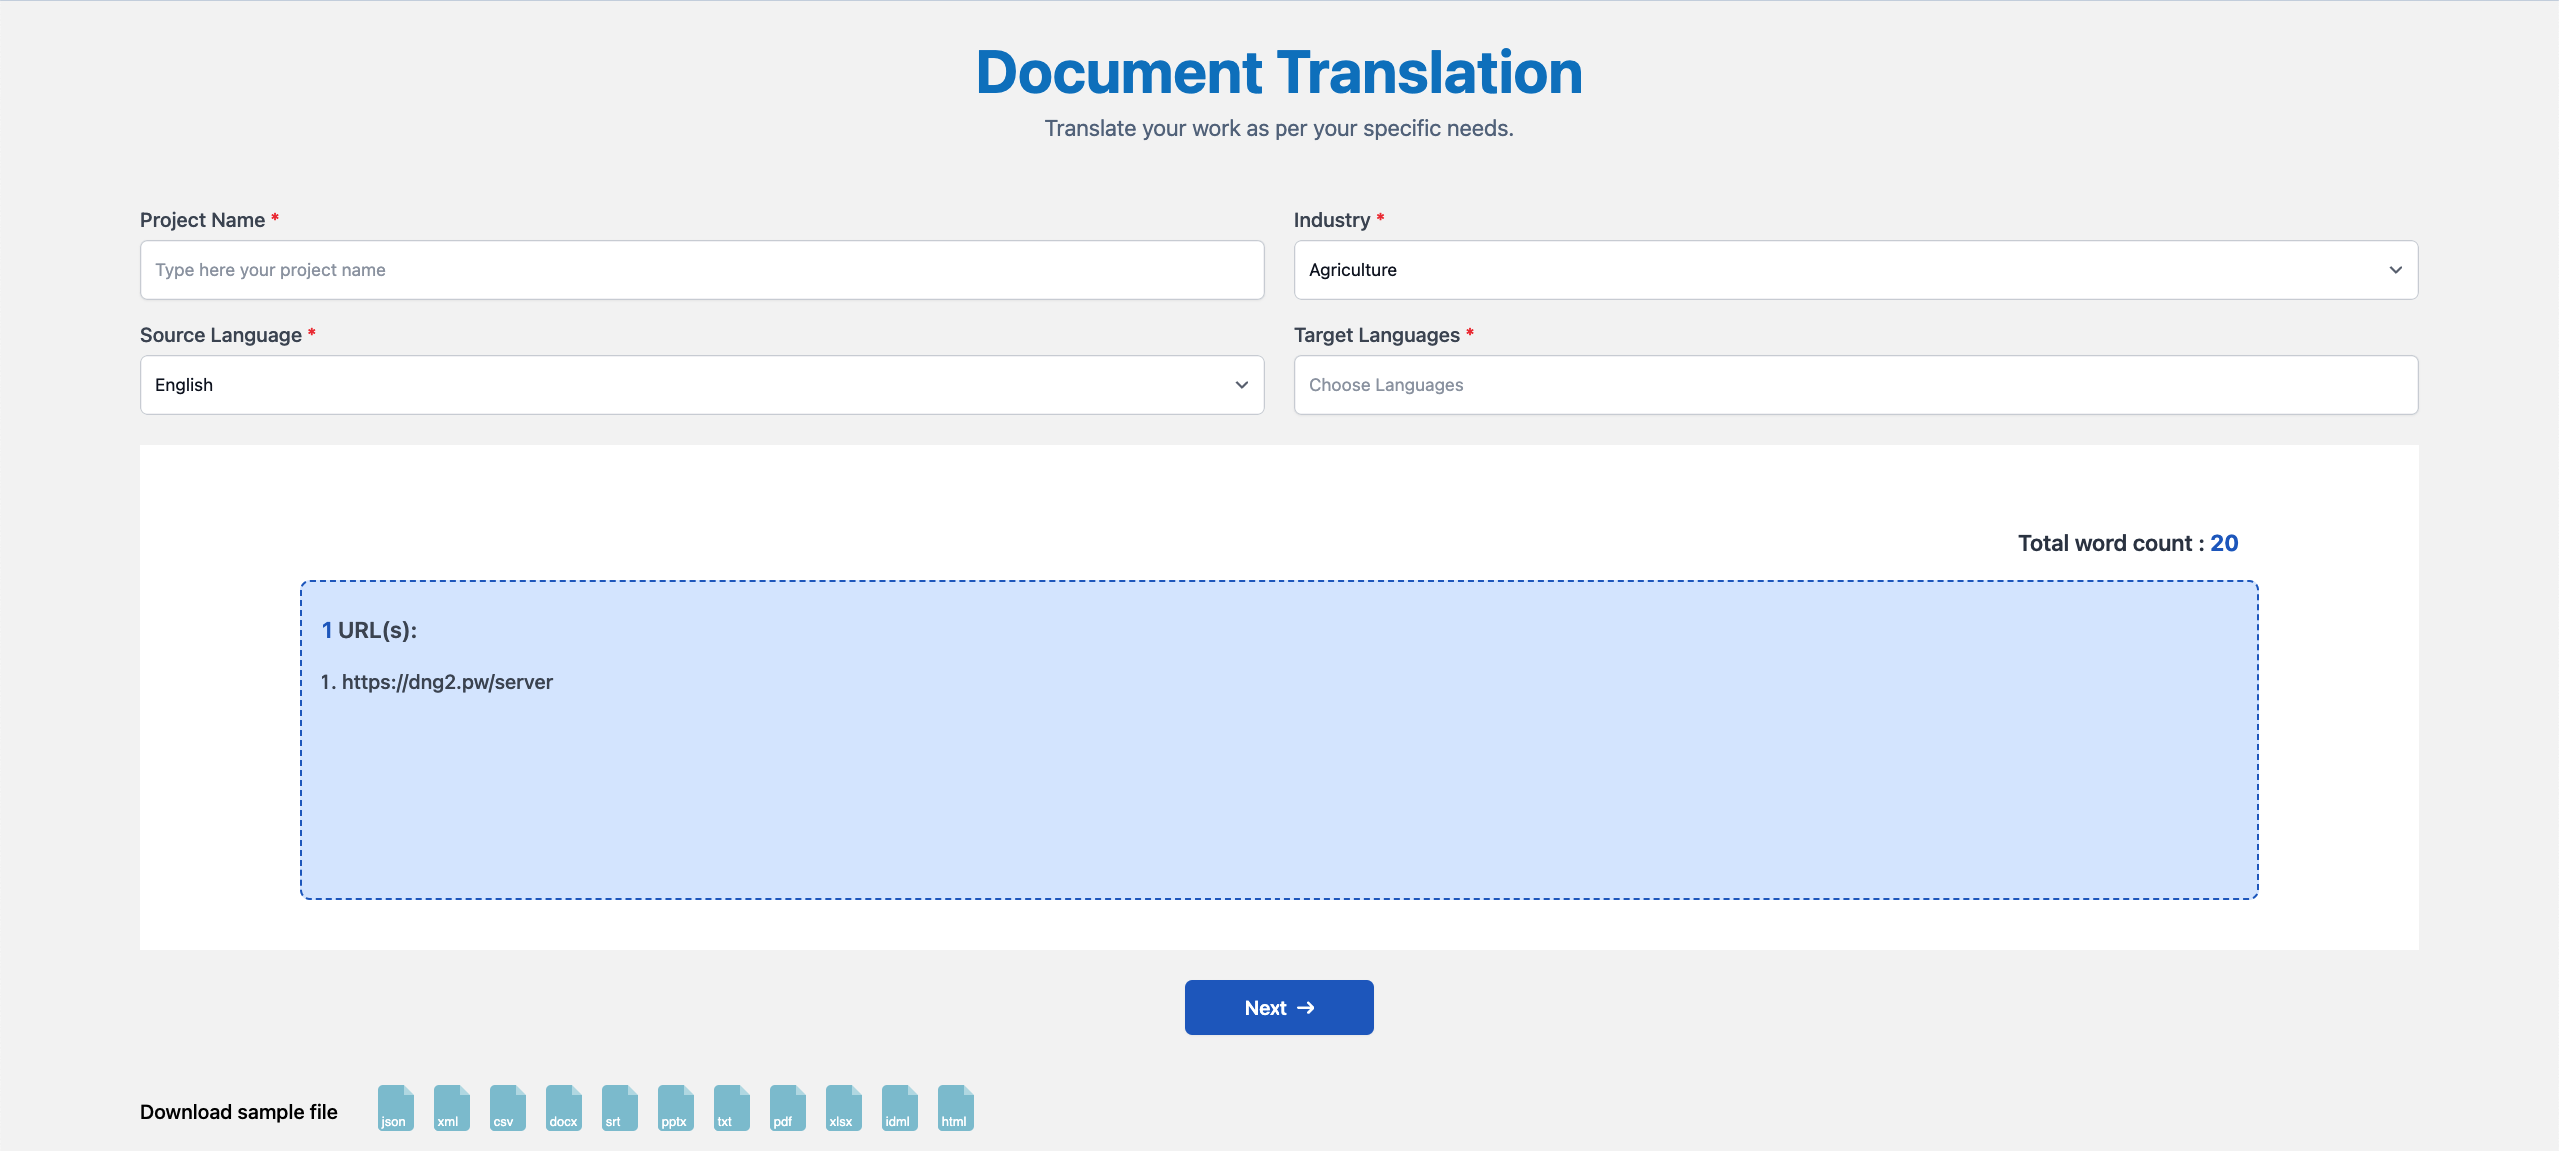 Document Translation
Translate your work as per your specific needs.
Project Name *
Industry *
Type here your project name
Agriculture
Source Language *
Target Languages *
English
Choose Languages
Total word count : 20
1 URL(s):
1. https://dng2.pw/server
Next →
Download sample file
json xml csv docx srt pptx txt pdf xlsx idml html